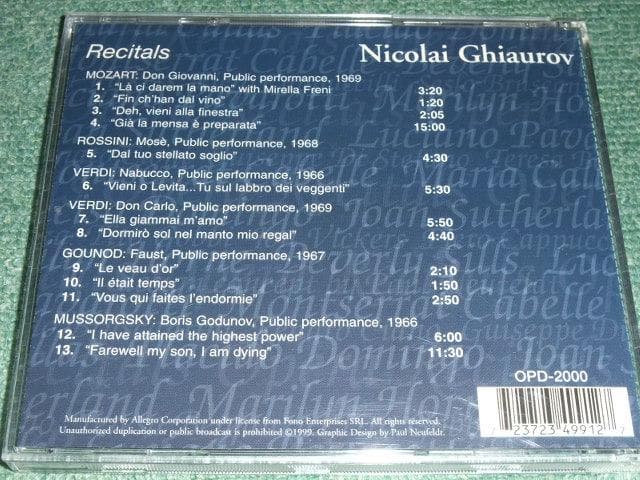 Recitals
Nicolai Ghiaurov
MOZART: Don Giovanni, Public performance, 1969
1. "Là ci darem la mano" with Mirella Freni 3:20
2. "Fin ch'han dal vino" 1:20
3. "Deh, vieni alla finestra" 2:05
4. "Già la mensa è preparata" 15:00
ROSSINI: Mosè, Public performance, 1968
5. "Dal tuo stellato soglio" 4:30
VERDI: Nabucco, Public performance, 1966
6. "Vieni o Levita...Tu sul labbro dei veggenti" 5:30
VERDI: Don Carlo, Public performance, 1969
7. "Ella giammai m'amo" 5:50
8. "Dormirò sol nel manto mio regal" 4:40
GOUNOD: Faust, Public performance, 1967
9. "Le veau d'or" 2:10
10. "Il était temps" 1:50
11. "Vous qui faites l'endormie" 2:50
MUSSORGSKY: Boris Godunov, Public performance, 1966
12. "I have attained the highest power" 6:00
13. "Farewell my son, I am dying" 11:30
OPD-2000
23723 49912
Manufactured by Allegro Corporation under license from Fono Enterprises SRL. All rights reserved.
Unauthorized duplication or public broadcast is prohibited ©1999. Graphic Design by Paul Neufeldt.